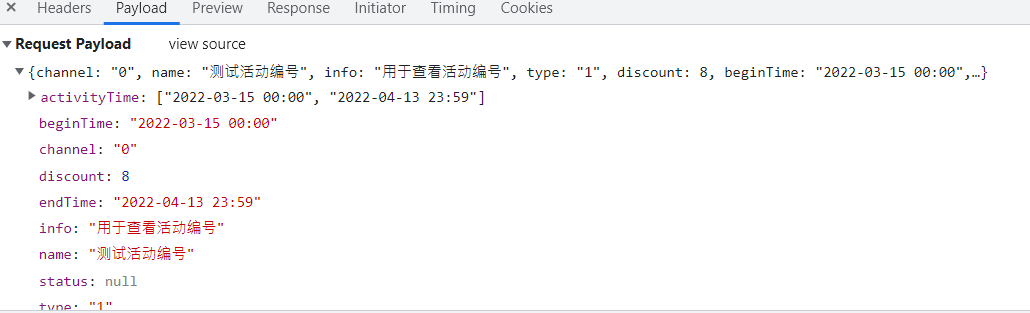 Headers Payload Preview Response Initiator Timing Cookies
Request Payload view source
{channel: "0", name: "测试活动编号", info: "用于查看活动编号", type: "1", discount: 8, beginTime: "2022-03-15 00:00",…}
activityTime: ["2022-03-15 00:00", "2022-04-13 23:59"]
beginTime: "2022-03-15 00:00"
channel: "0"
discount: 8
endTime: "2022-04-13 23:59"
info: "用于查看活动编号"
name: "测试活动编号"
status: null
type: "1"